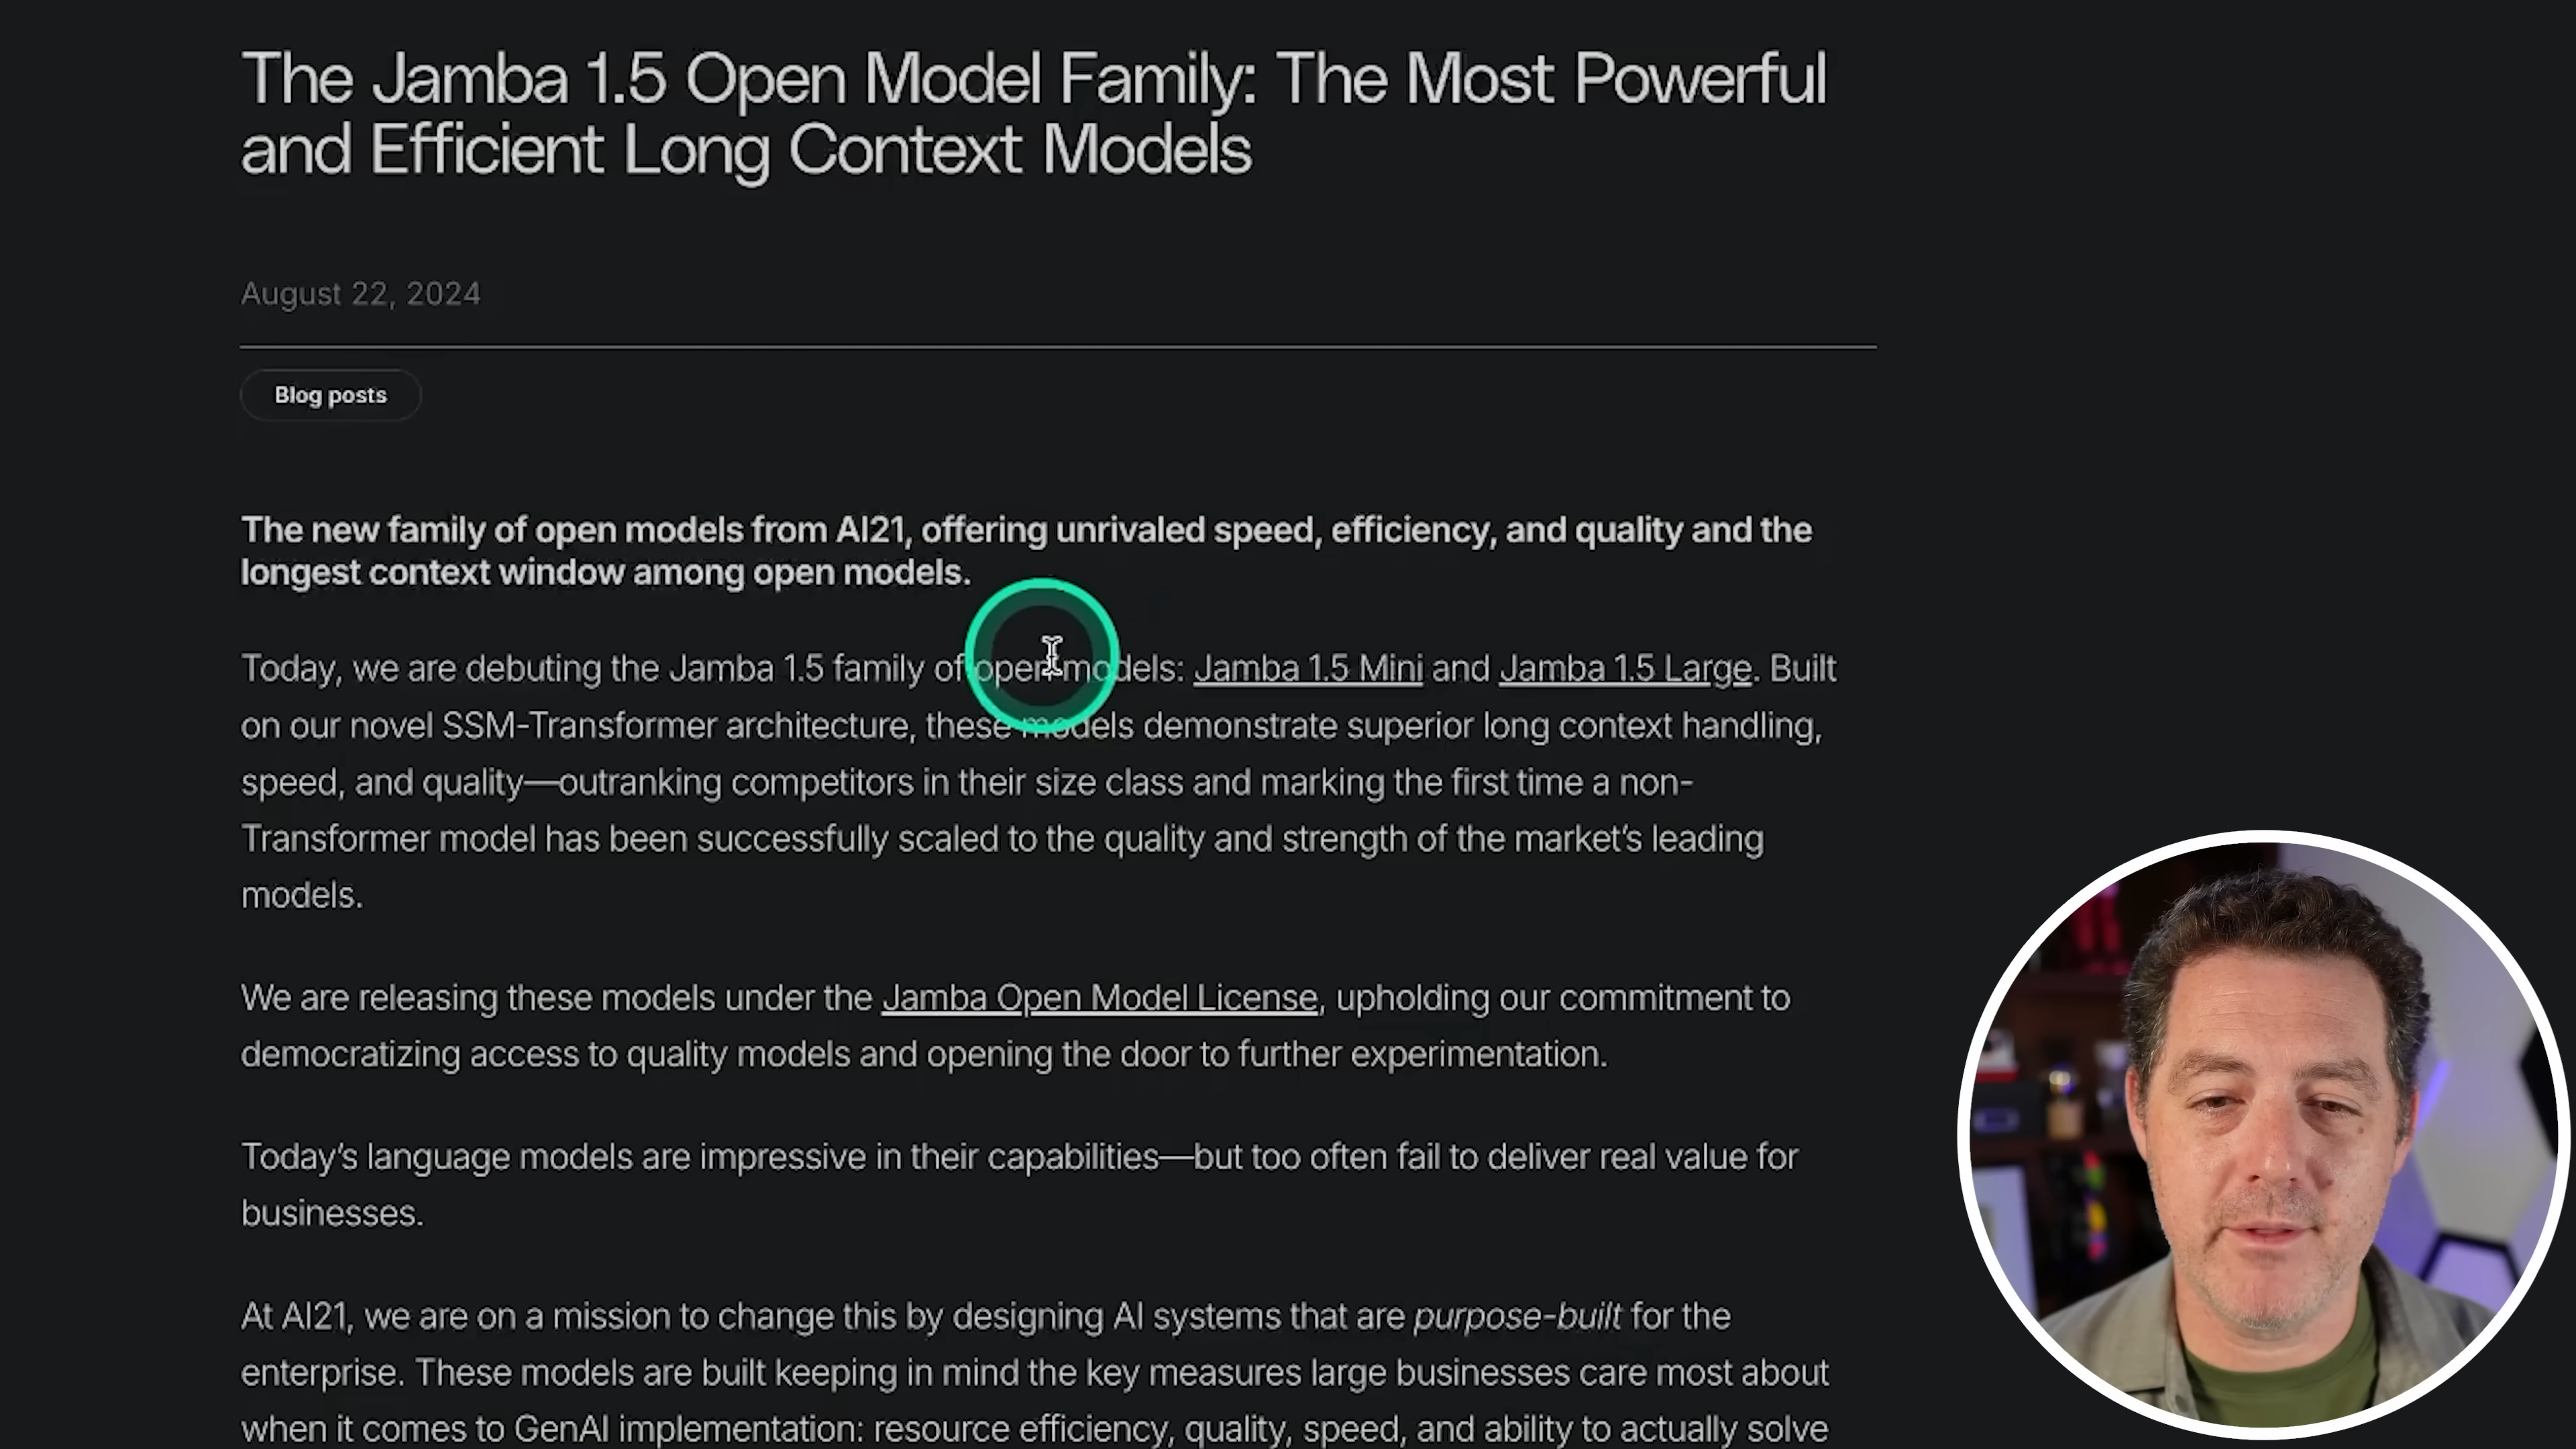 The Jamba 1.5 Open Model Family: The Most Powerful
and Efficient Long Context Models
August 22, 2024
Blog posts
The new family of open models from AI21, offering unrivaled speed, efficiency, and quality and the
longest context window among open models.
Today, we are debuting the Jamba 1.5 family of open models: Jamba 1.5 Mini and Jamba 1.5 Large. Built
on our novel SSM-Transformer architecture, these models demonstrate superior long context handling,
speed, and quality—outranking competitors in their size class and marking the first time a non-
Transformer model has been successfully scaled to the quality and strength of the market’s leading
models.
We are releasing these models under the Jamba Open Model License, upholding our commitment to
democratizing access to quality models and opening the door to further experimentation.
Today’s language models are impressive in their capabilities—but too often fail to deliver real value for
businesses.
At AI21, we are on a mission to change this by designing AI systems that are purpose-built for the
enterprise. These models are built keeping in mind the key measures large businesses care most about
when it comes to GenAI implementation: resource efficiency, quality, speed, and ability to actually solve